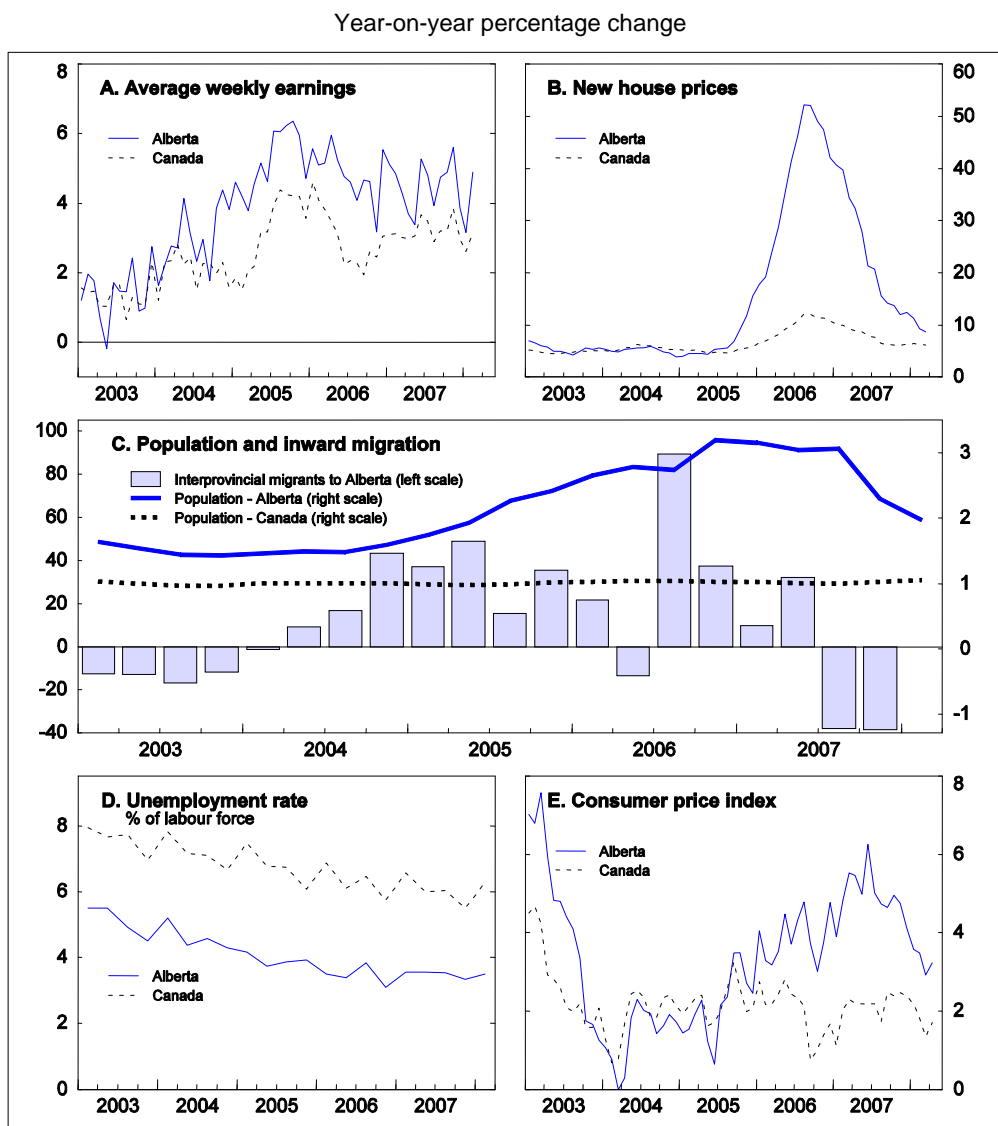 Year-on-year percentage change
A. Average weekly earnings
Alberta
Canada
8
6
4
2
0
2003 2004 2005 2006 2007
B. New house prices
Alberta
Canada
60
50
40
30
20
10
0
2003 2004 2005 2006 2007
C. Population and inward migration
Interprovincial migrants to Alberta (left scale)
Population - Alberta (right scale)
Population - Canada (right scale)
100
80
60
40
20
0
-20
-40
3
2
1
0
-1
2003 2004 2005 2006 2007
D. Unemployment rate
% of labour force
Alberta
Canada
8
6
4
2
0
2003 2004 2005 2006 2007
E. Consumer price index
Alberta
Canada
8
6
4
2
0
2003 2004 2005 2006 2007